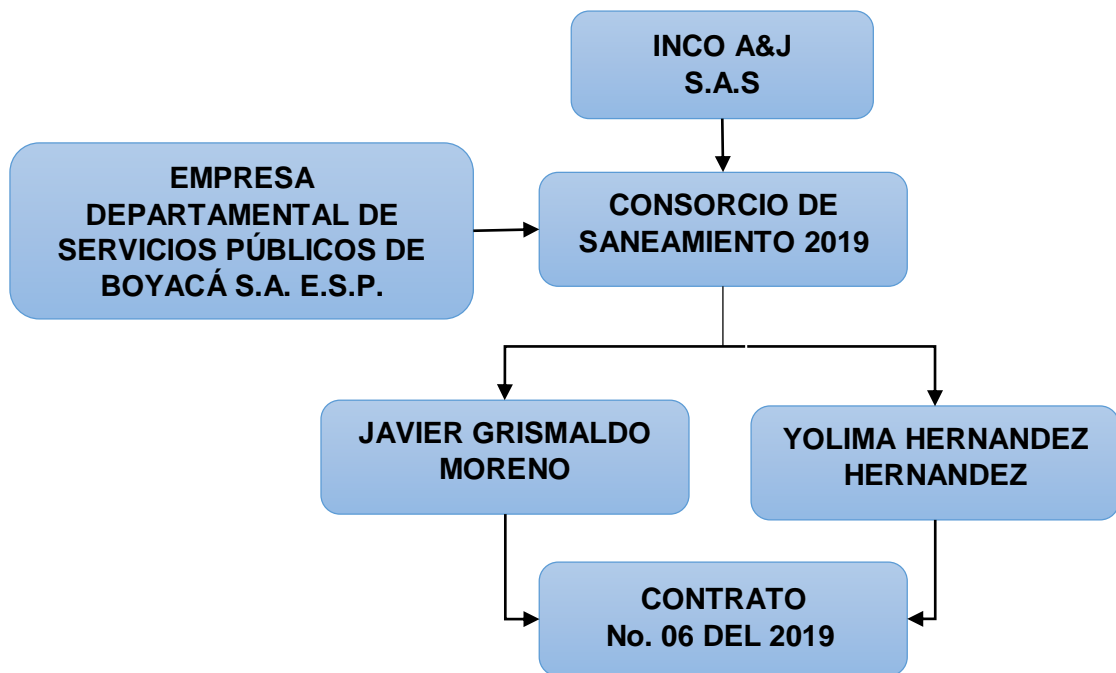 INCO A&J
S.A.S
EMPRESA
DEPARTAMENTAL DE
SERVICIOS PÚBLICOS DE
BOYACÁ S.A. E.S.P.
CONSORCIO DE
SANEAMIENTO 2019
JAVIER GRISMALDO
MORENO
YOLIMA HERNANDEZ
HERNANDEZ
CONTRATO
No. 06 DEL 2019